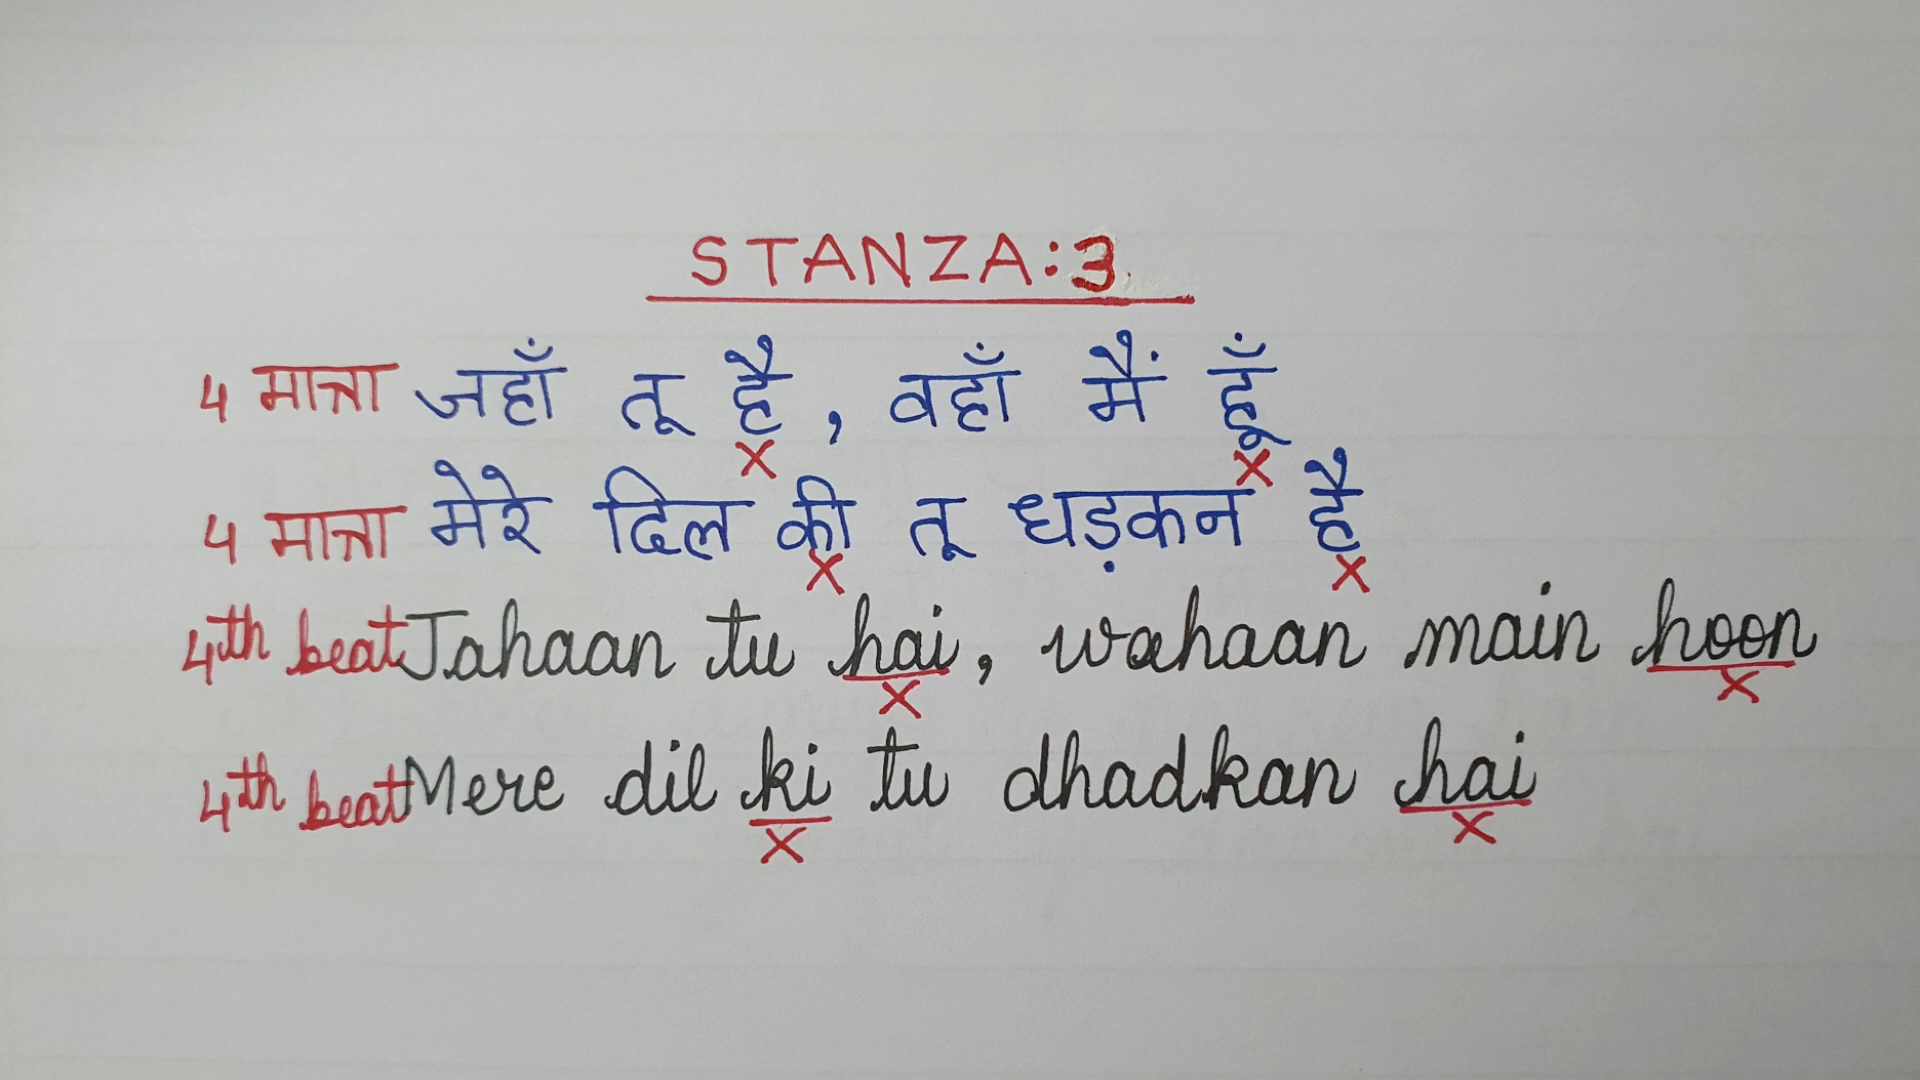 STANZA:3
4 मात्रा जहाँ तू है, वहाँ मैं हूँ
x x
4 मात्रा मेरे दिल की तू धड़कन है
x x
4th beat Jahaan tu hai, wahaan main hoon
x x
4th beat Mere dil ki tu dhadkan hai
x x